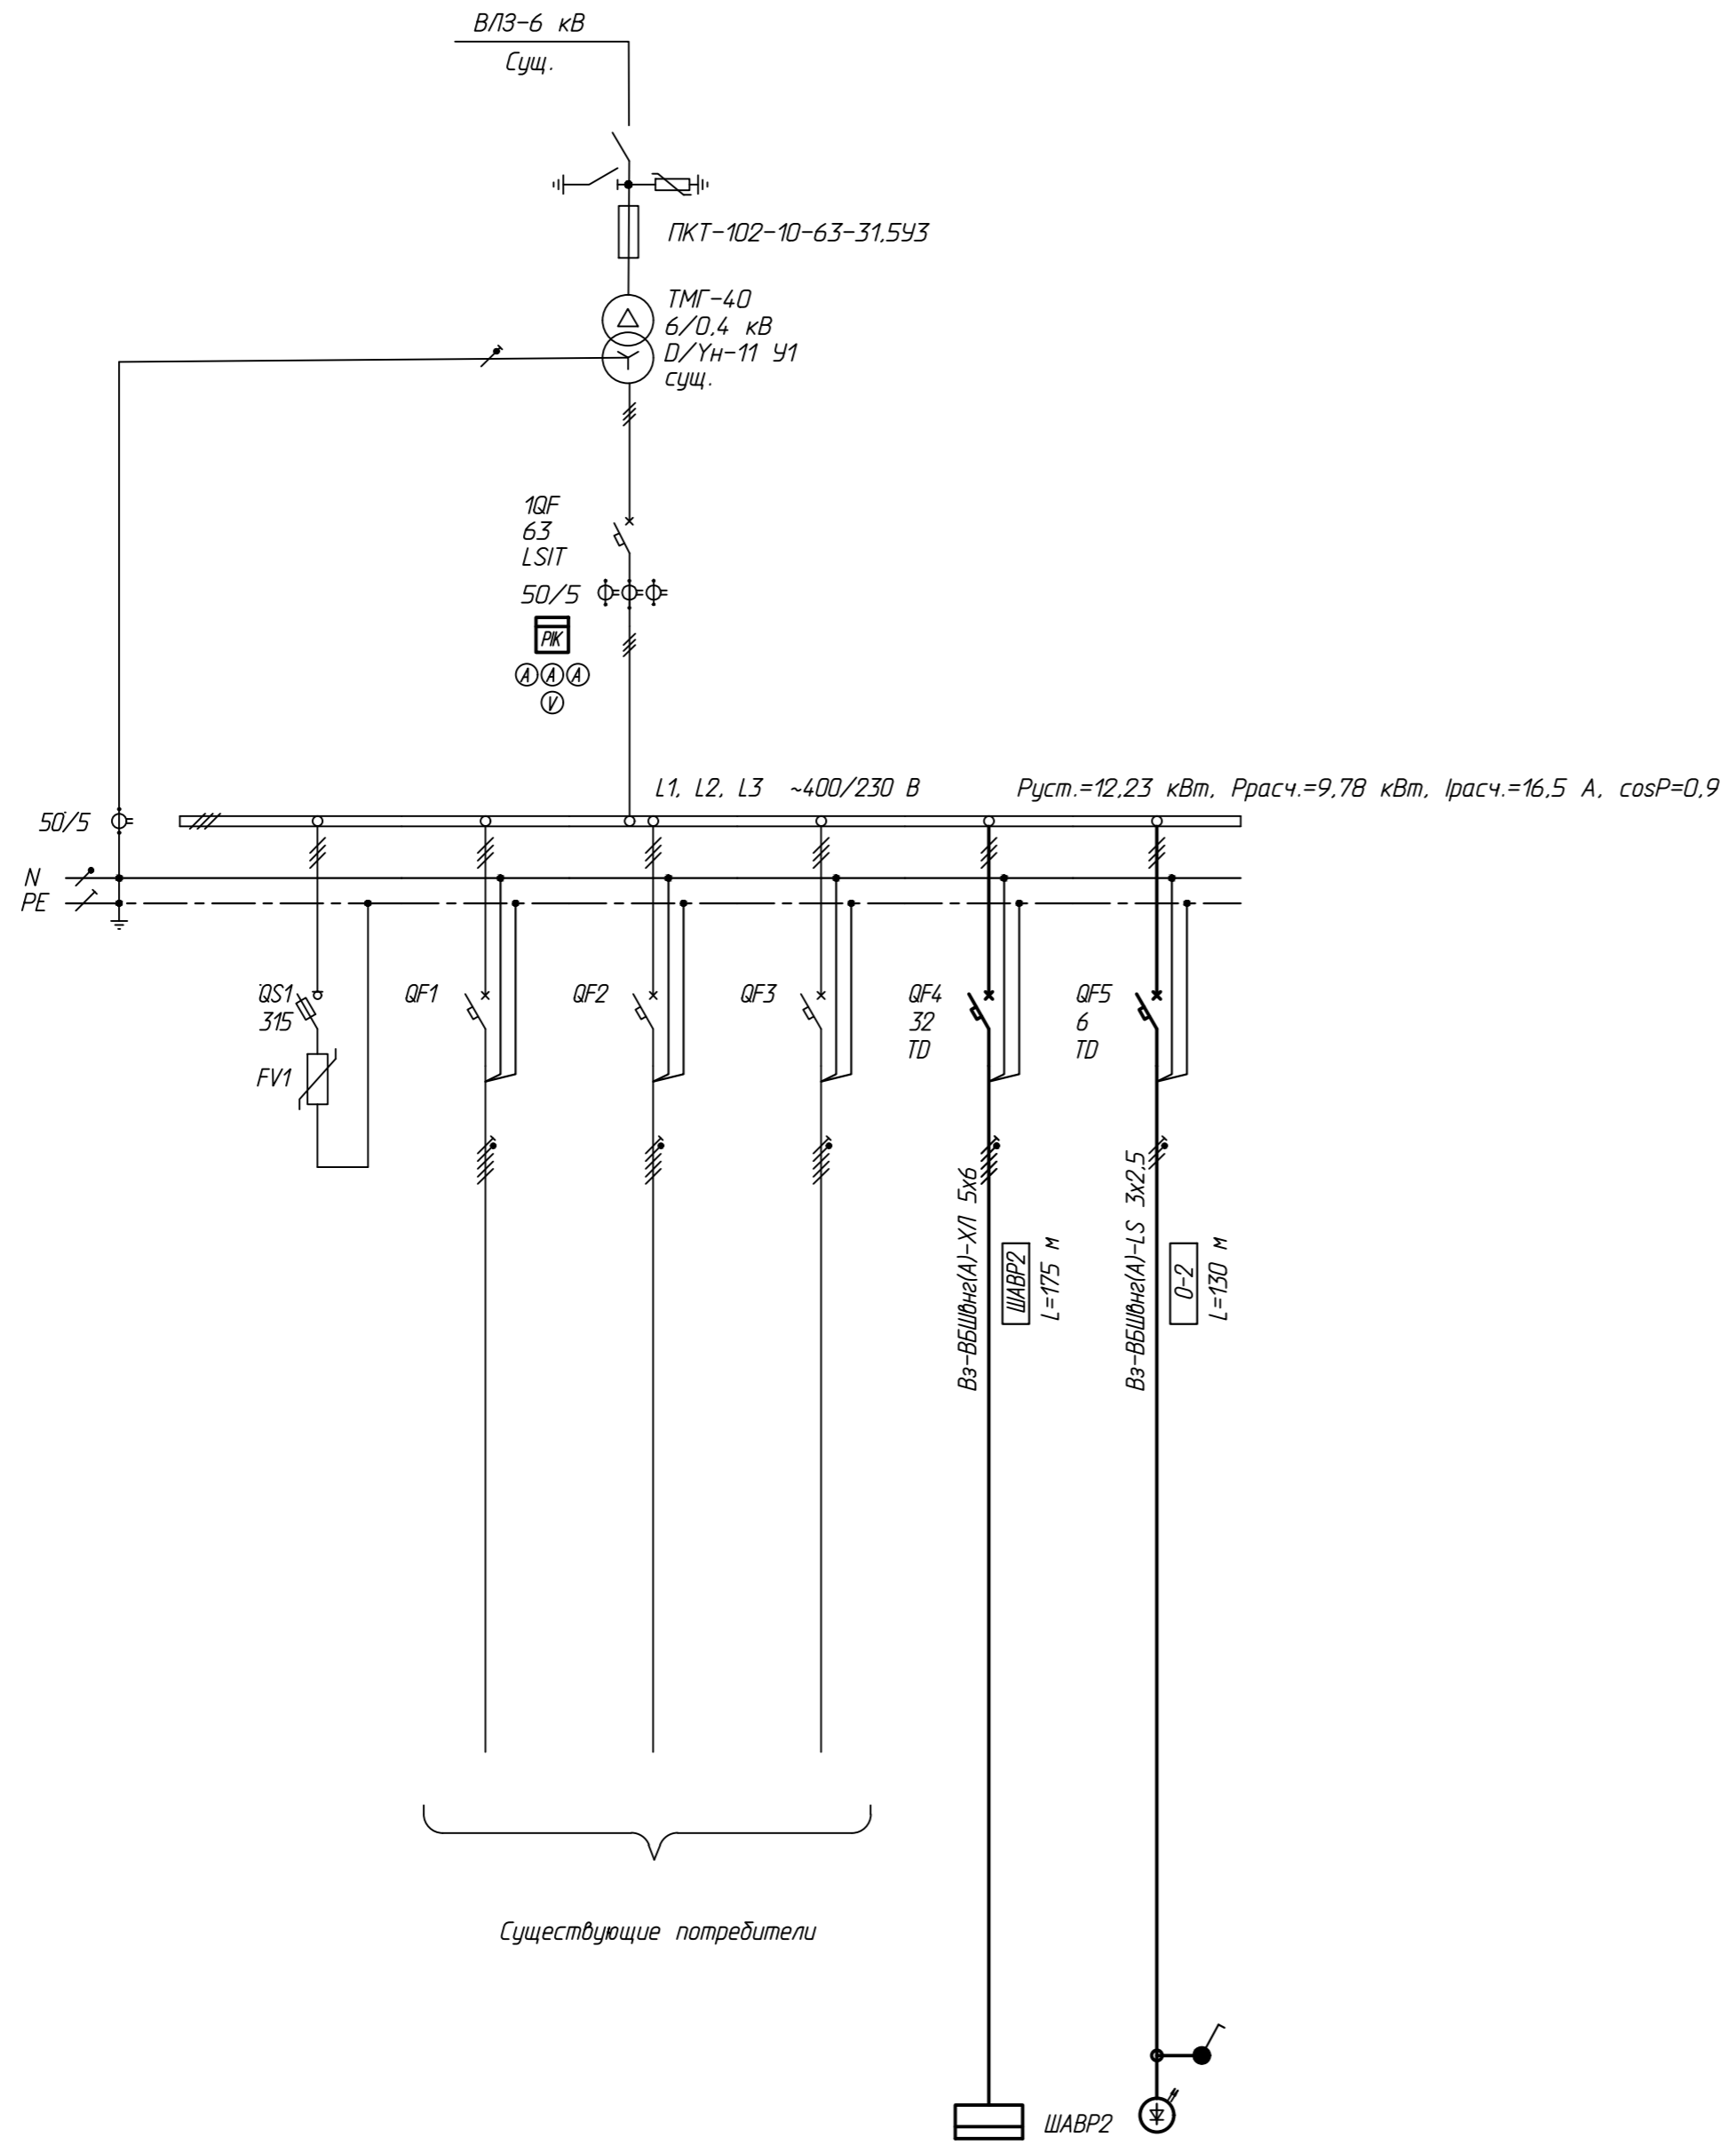 ВЛЗ-6 кВ
Сущ.
ПКТ-102-10-63-31,5У3
ТМГ-40
6/0,4 кВ
D/Yн-11 У1
сущ.
1QF
63
LSIT
50/5
PIK
A A A
V
L1, L2, L3 ~400/230 В
Руст.=12,23 кВт, Ррасч.=9,78 кВт, Iрасч.=16,5 А, cosP=0,9
50/5
N
PE
QS1
315
FV1
QF1
QF2
QF3
QF4
32
TD
QF5
6
TD
Вз-ВБШвнг(А)-ХЛ 5х6
ШАВР2
L=175 м
Вз-ВБШвнг(А)-LS 3х2,5
О-2
L=130 м
Существующие потребители
ШАВР2